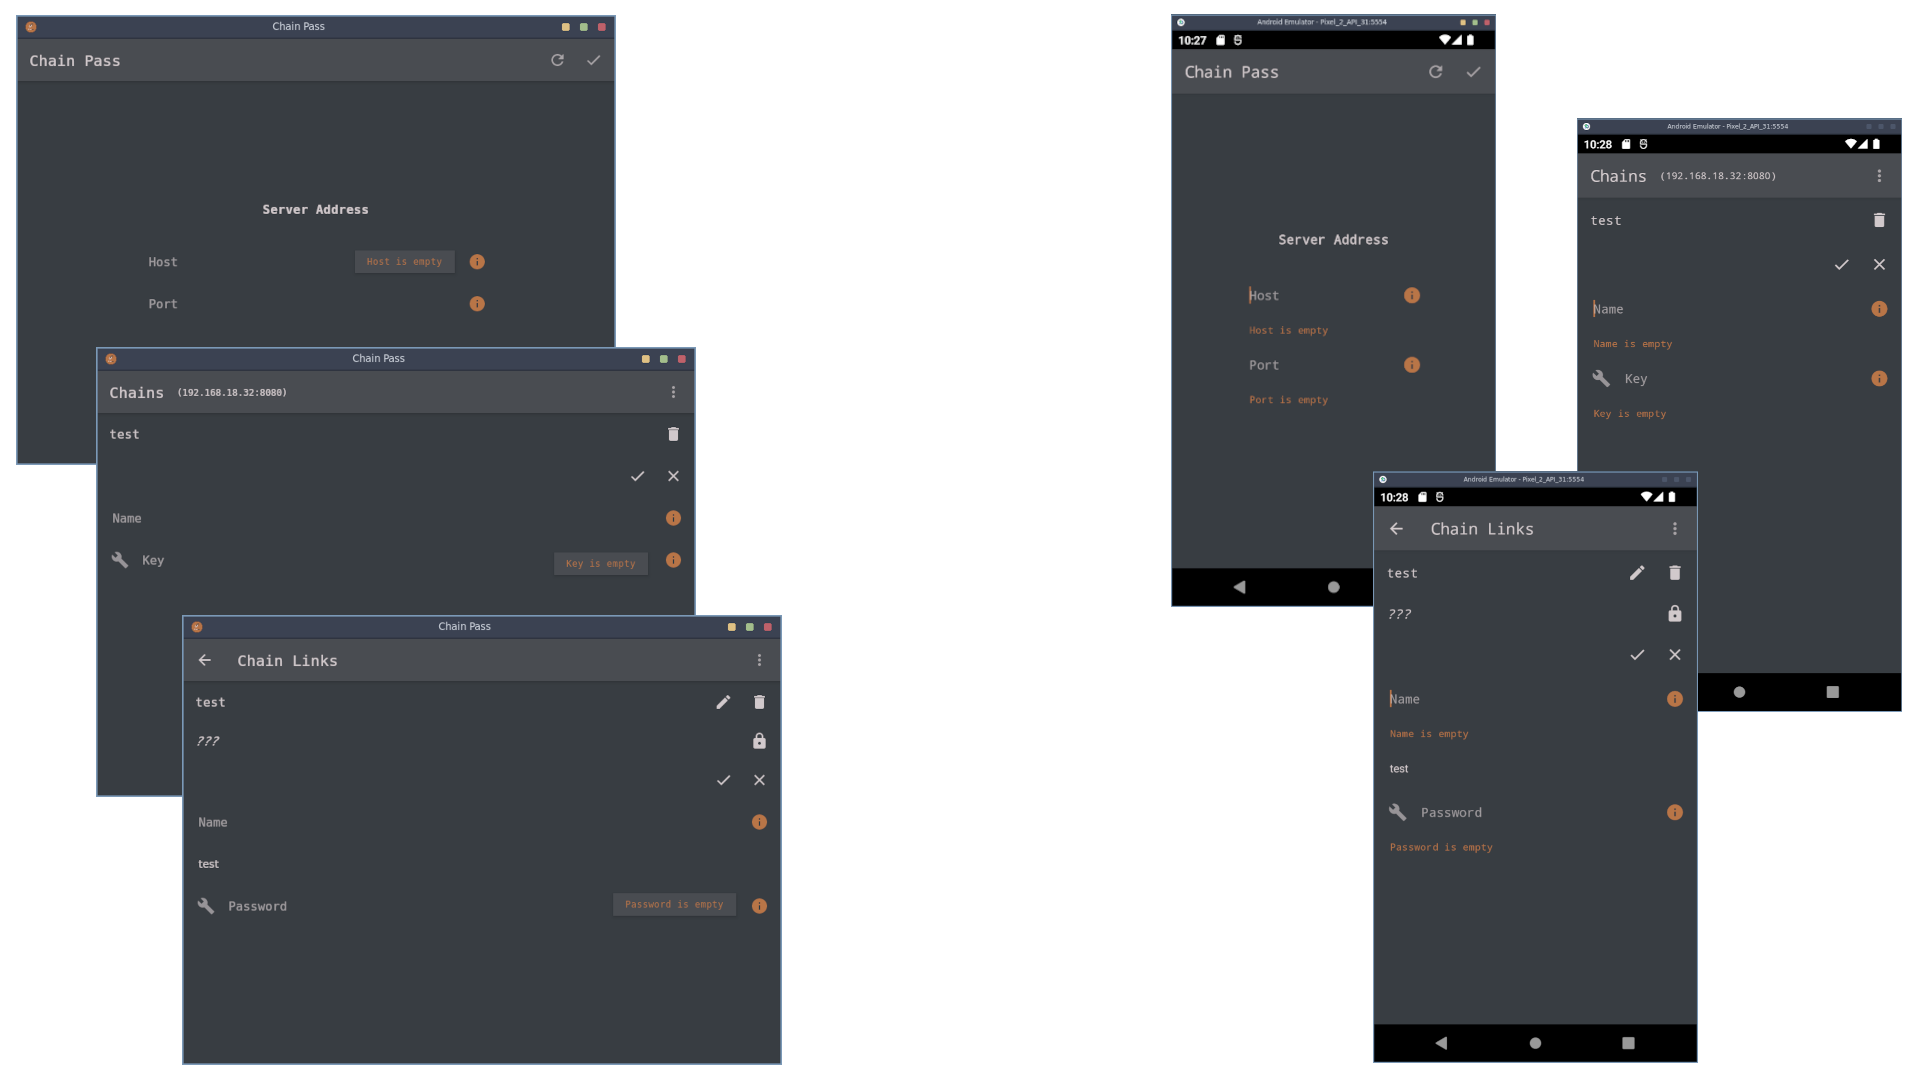 Chain Pass
Chain Pass
Server Address
Host
Host is empty
Port
Chain Pass
Chains (192.168.18.32:8080)
test
Name
Key
Key is empty
Chain Pass
Chain Links
test
???
Name
test
Password
Password is empty
Android Emulator - Pixel_2_API_31:5554
10:27
Chain Pass
Server Address
Host
Host is empty
Port
Port is empty
Android Emulator - Pixel_2_API_31:5554
10:28
Chains (192.168.18.32:8080)
test
Name
Name is empty
Key
Key is empty
Android Emulator - Pixel_2_API_31:5554
10:28
Chain Links
test
???
Name
Name is empty
test
Password
Password is empty